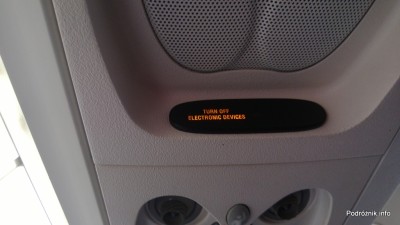 TURN OFF
ELECTRONIC DEVICES
Podróżnik.info